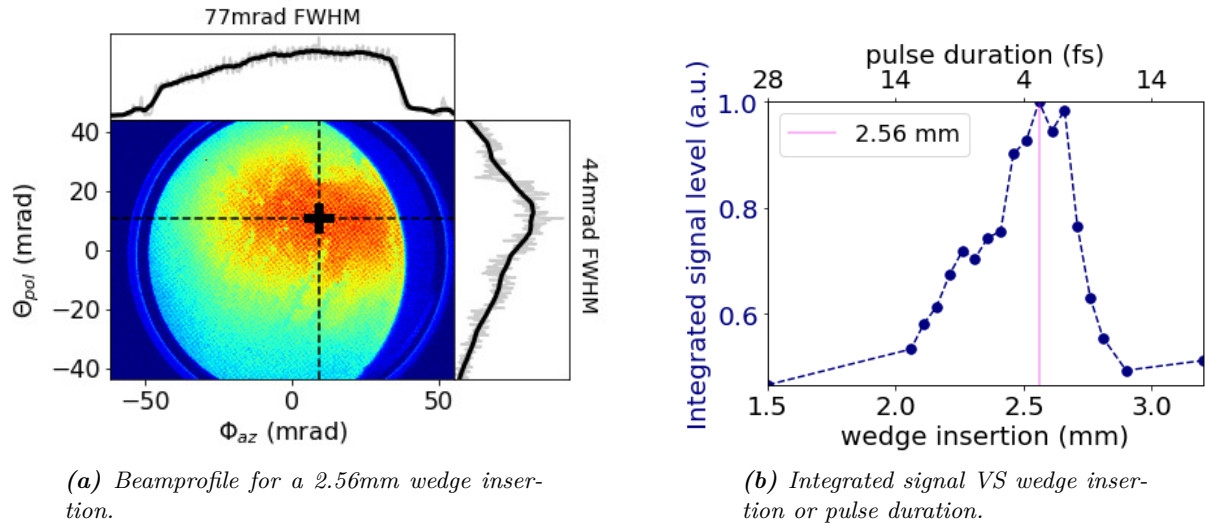 77mrad FWHM
40
20
0
−20
−40
Θpol (mrad)
−50 0 50
Φaz (mrad)
44mrad FWHM
(a) Beamprofile for a 2.56mm wedge inser-
tion.
pulse duration (fs)
28 14 4 14
Integrated signal level (a.u.)
1.0
0.8
0.6
2.56 mm
1.5 2.0 2.5 3.0
wedge insertion (mm)
(b) Integrated signal VS wedge inser-
tion or pulse duration.